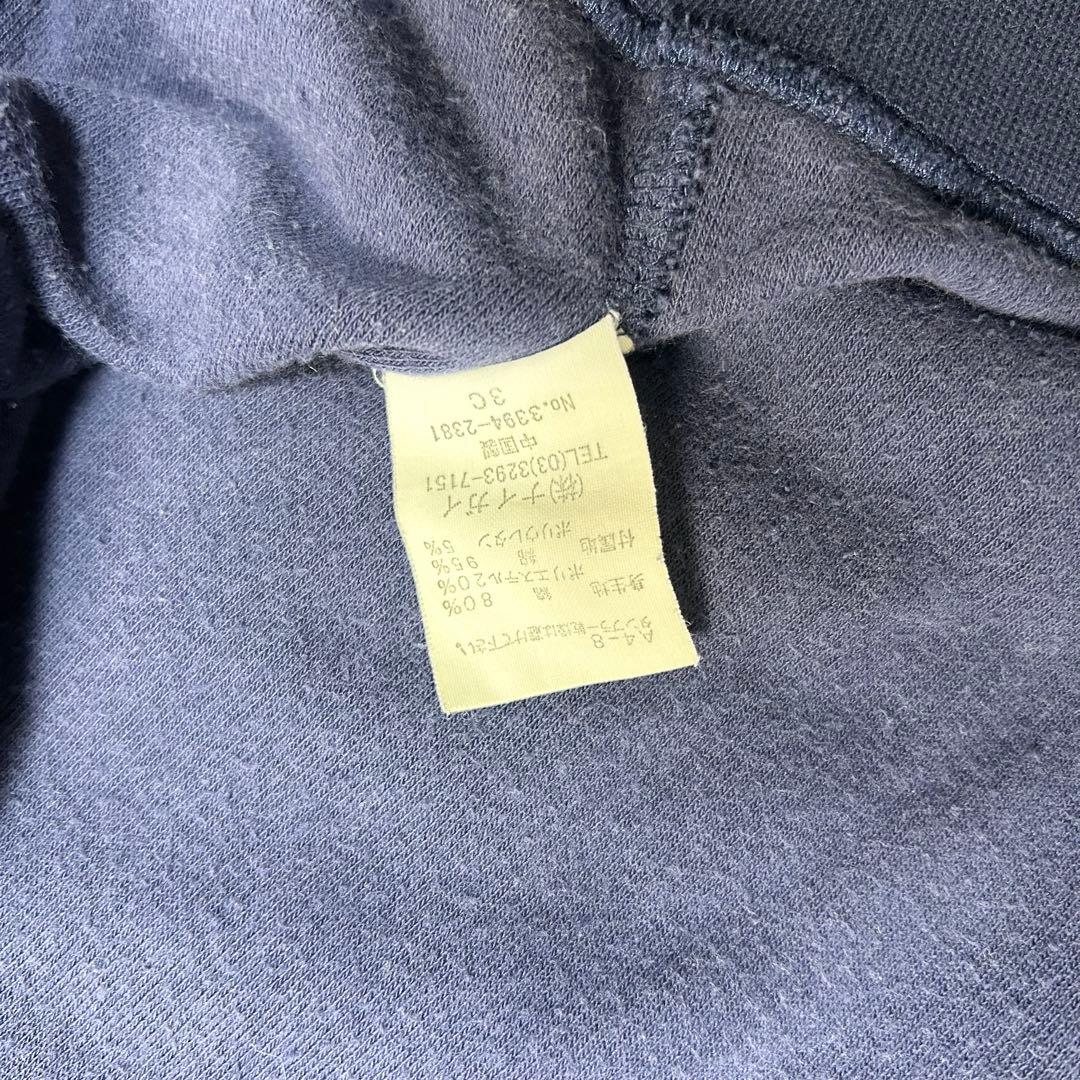 A4-8
タンブラー乾燥は避けて下さい
身生地 綿 80%
ポリエステル20%
付属地 綿 95%
ポリウレタン 5%
(株)ナイガイ
TEL(03)3293-7151
中国製
No.3394-2381
3C